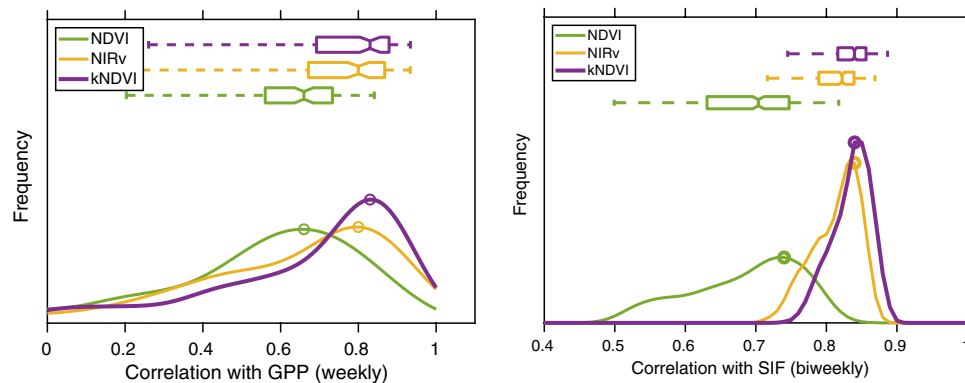 NDVI
NIRv
kNDVI
Frequency
0 0.2 0.4 0.6 0.8 1
Correlation with GPP (weekly)
NDVI
NIRv
kNDVI
Frequency
0.4 0.5 0.6 0.7 0.8 0.9 1
Correlation with SIF (biweekly)